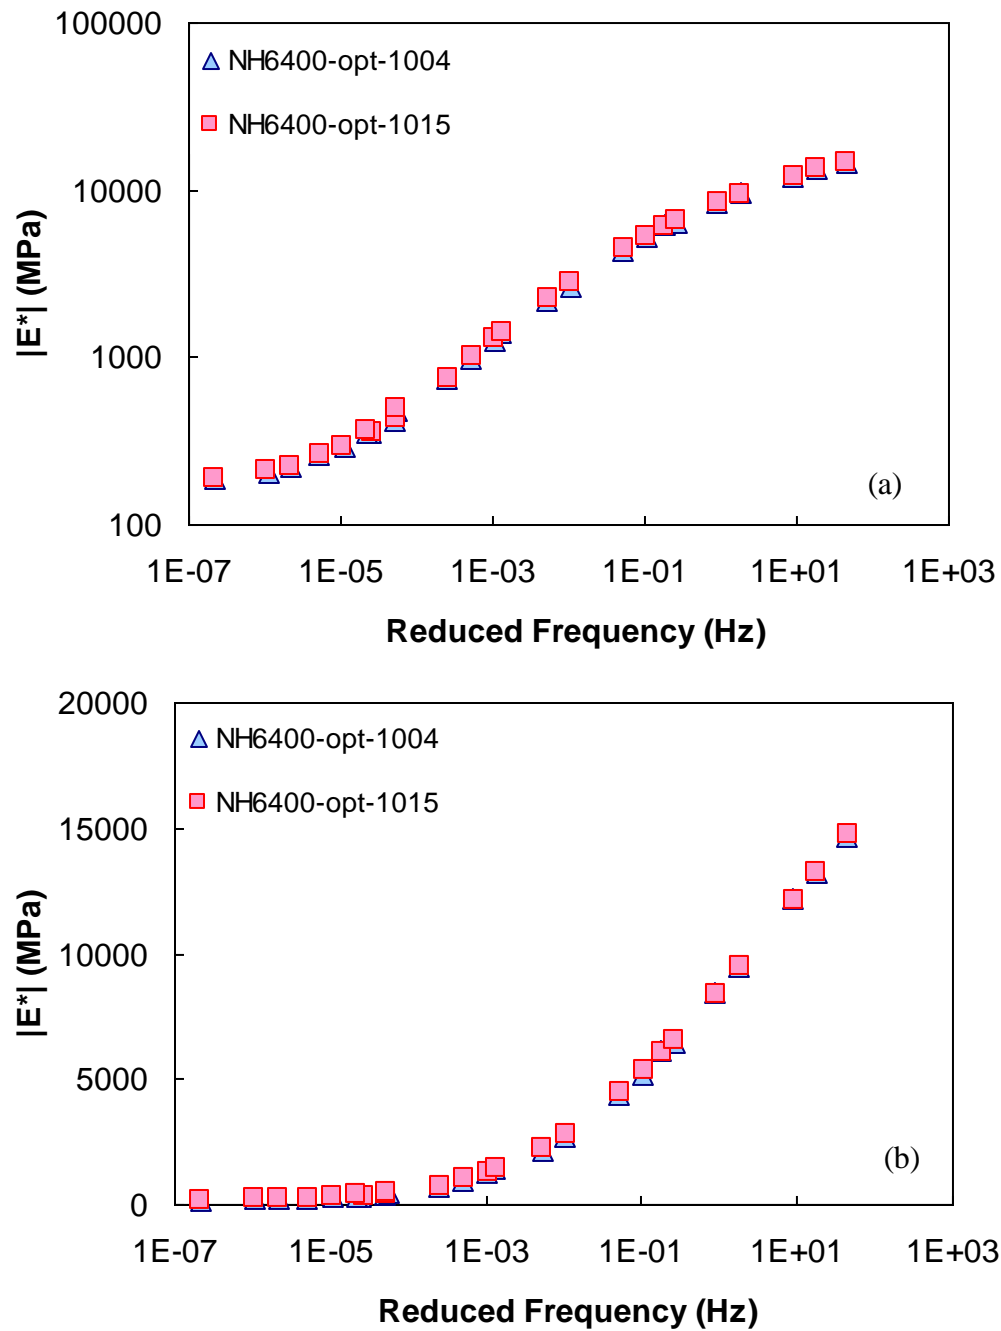 100000
NH6400-opt-1004
NH6400-opt-1015
10000
|E*| (MPa)
1000
(a)
100
1E-07 1E-05 1E-03 1E-01 1E+01 1E+03
Reduced Frequency (Hz)
20000
NH6400-opt-1004
NH6400-opt-1015
15000
|E*| (MPa)
10000
5000
(b)
0
1E-07 1E-05 1E-03 1E-01 1E+01 1E+03
Reduced Frequency (Hz)